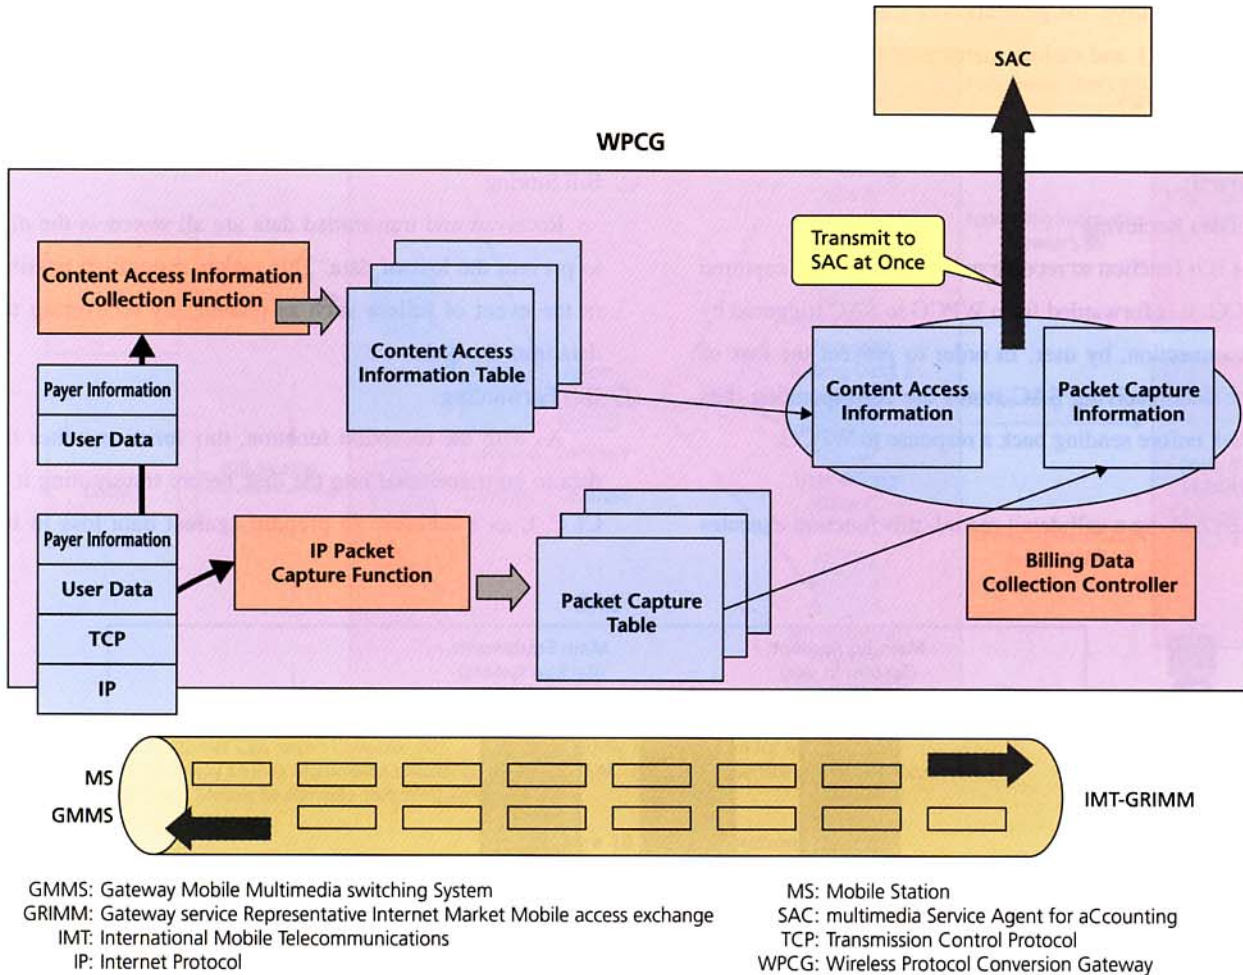 SAC
WPCG
Transmit to
SAC at Once
Content Access Information
Collection Function
Content Access
Information Table
Content Access
Information
Packet Capture
Information
Payer Information
User Data
Payer Information
User Data
TCP
IP
IP Packet
Capture Function
Packet Capture
Table
Billing Data
Collection Controller
MS
GMMS
IMT-GRIMM
GMMS: Gateway Mobile Multimedia switching System
GRIMM: Gateway service Representative Internet Market Mobile access exchange
IMT: International Mobile Telecommunications
IP: Internet Protocol
MS: Mobile Station
SAC: multimedia Service Agent for aCcounting
TCP: Transmission Control Protocol
WPCG: Wireless Protocol Conversion Gateway